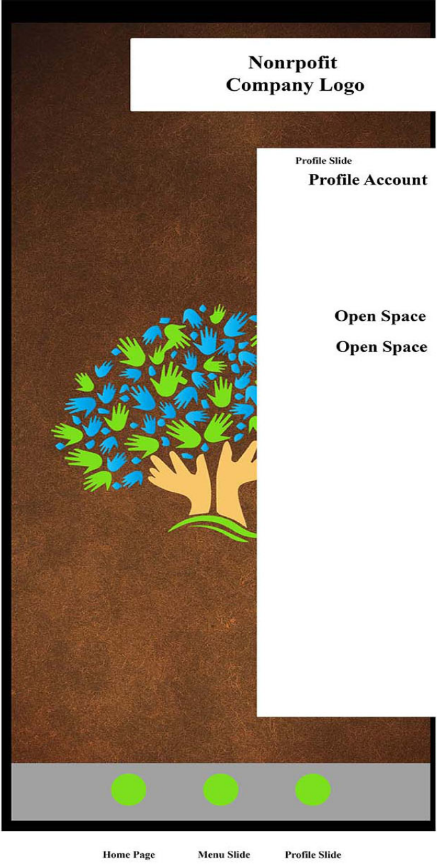 Nonrpofit
Company Logo
Profile Slide
Profile Account
Open Space
Open Space
Home Page Menu Slide Profile Slide